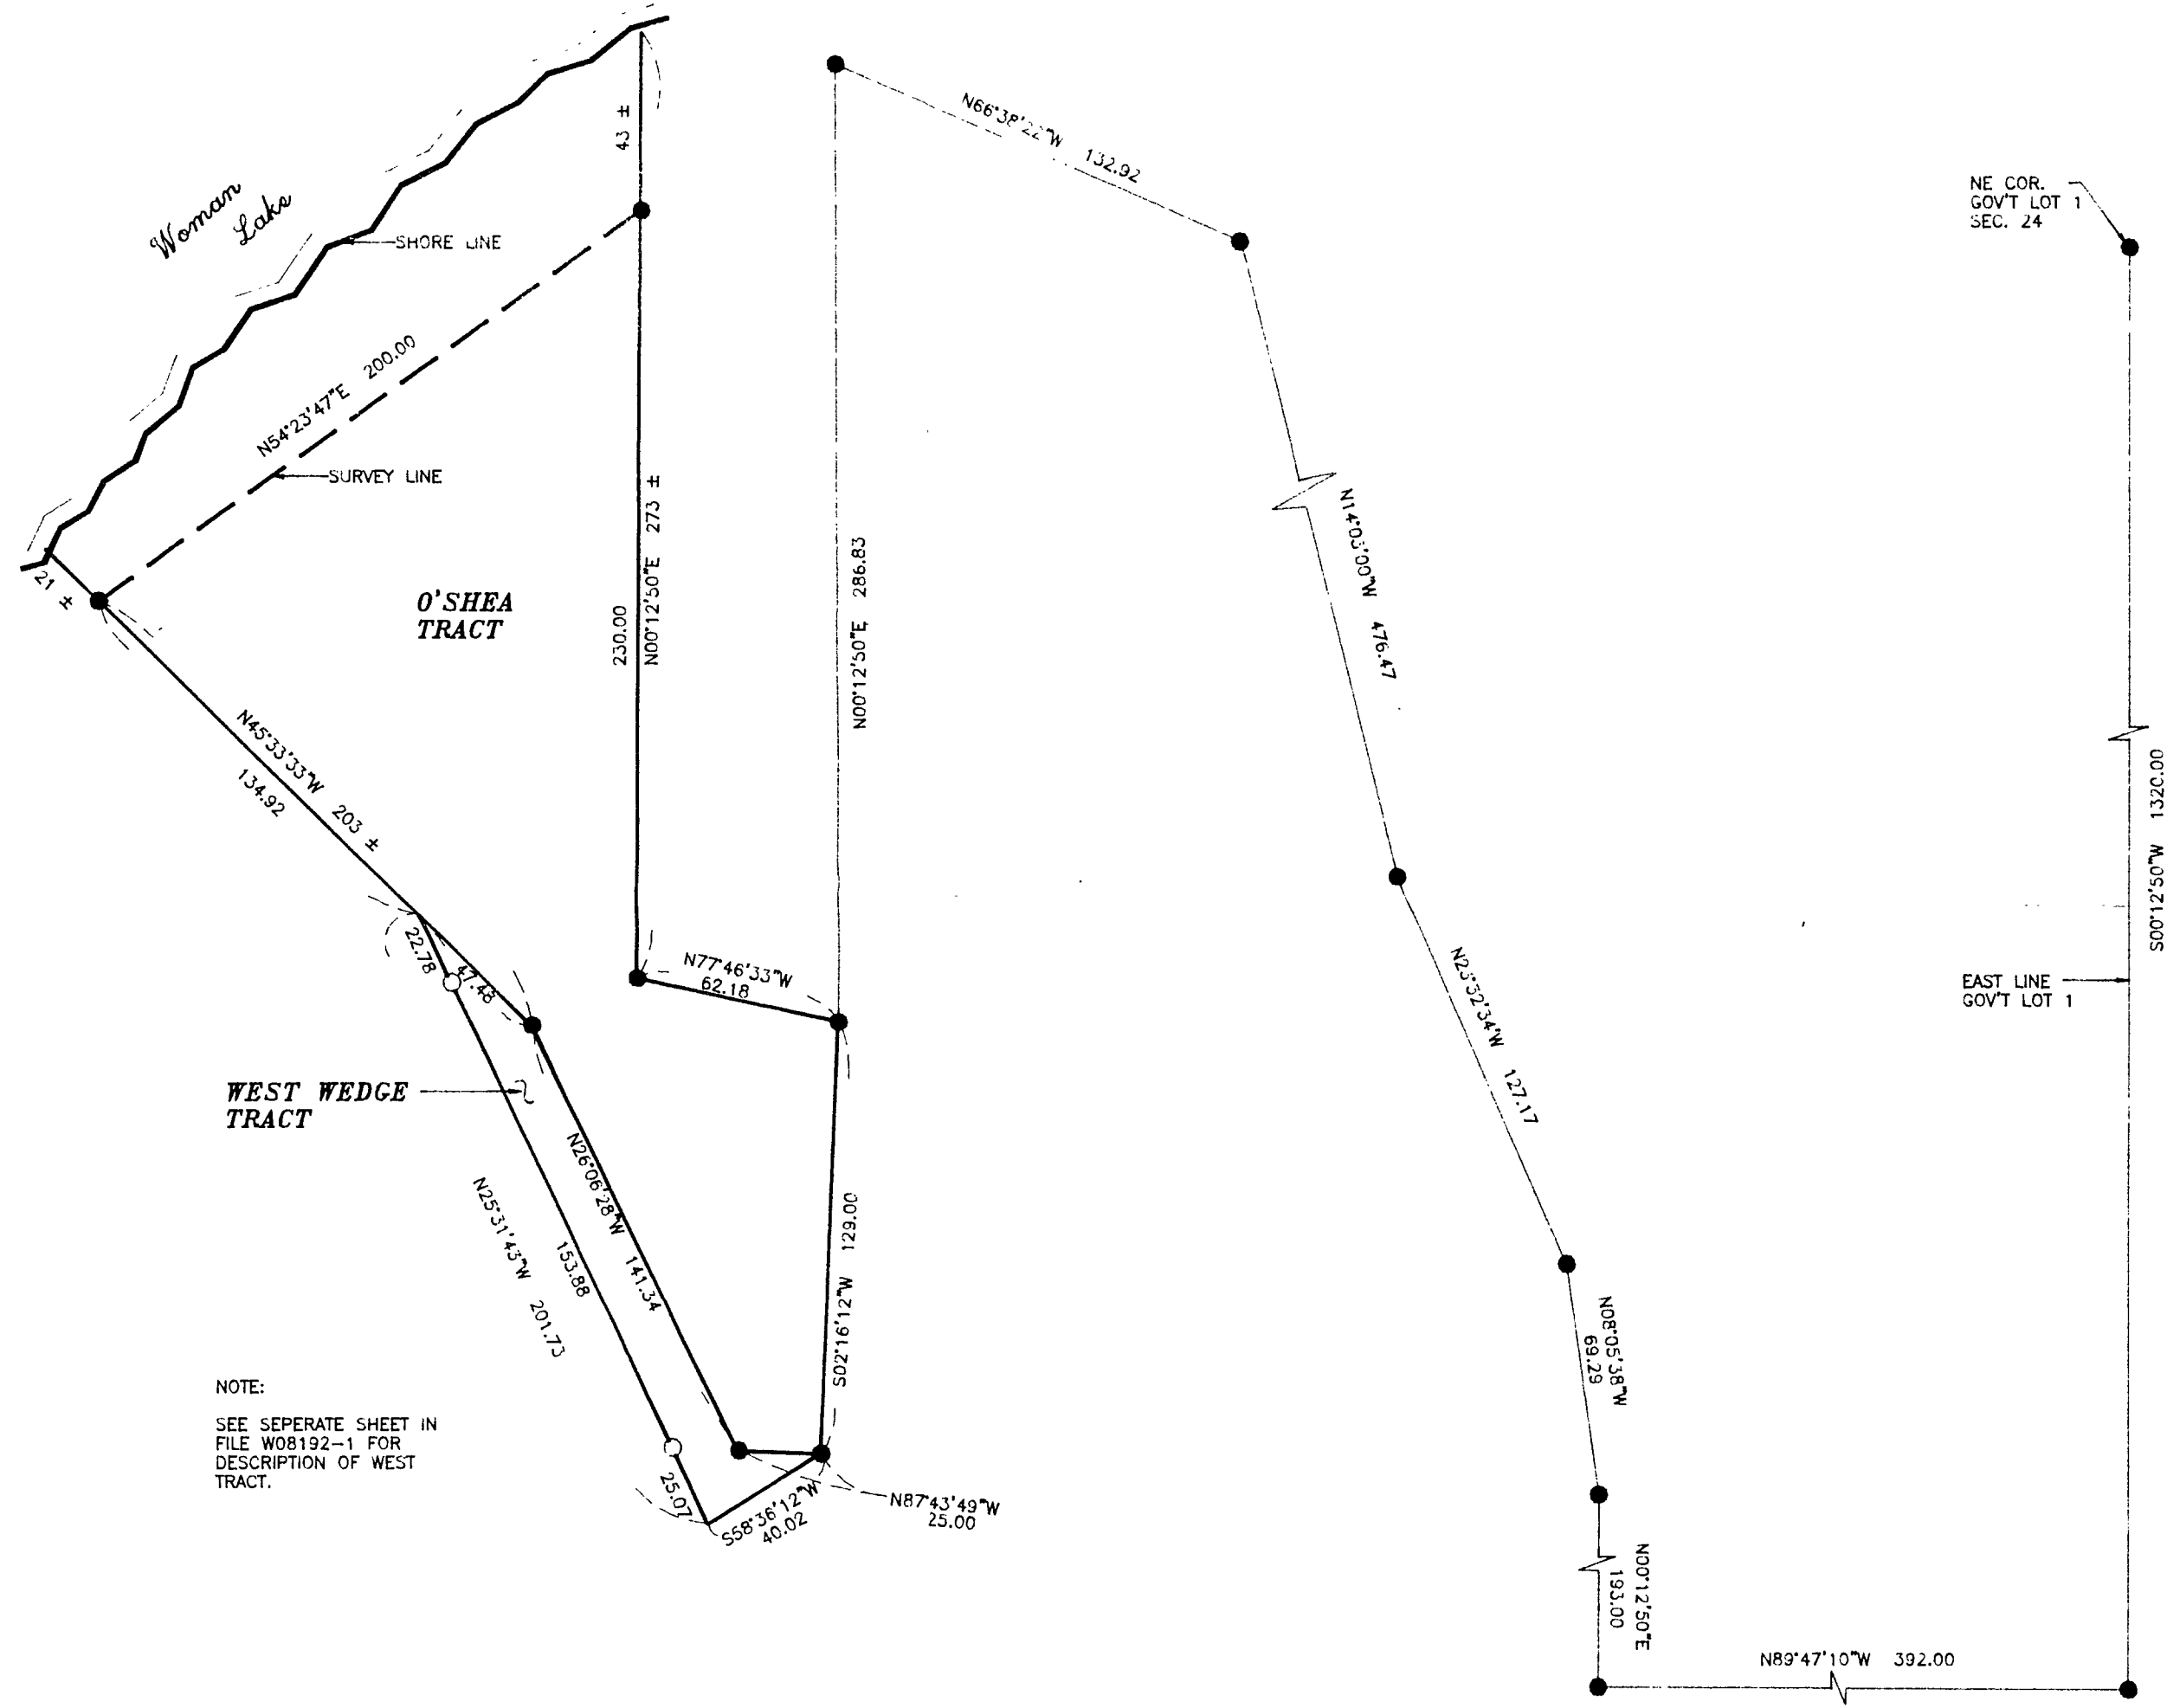 Woman
Lake
SHORE LINE
43 ±
N66°38'22"W 132.92
NE COR.
GOV'T LOT 1
SEC. 24
N54°23'47"E 200.00
SURVEY LINE
21 ±
O'SHEA
TRACT
230.00
N00°12'50"E 273 ±
N00°12'50"E 286.83
N14°03'00"W 476.47
S00°12'50"W 1320.00
N45°33'33"W 203 ±
134.92
22.78
47.48
N77°46'33"W
62.18
N23°32'34"W 127.17
EAST LINE
GOV'T LOT 1
WEST WEDGE
TRACT
N26°06'28"W 141.34
N25°31'43"W 201.73
153.88
S02°16'12"W 129.00
N08°05'38"W
69.29
NOTE:
SEE SEPERATE SHEET IN
FILE W08192-1 FOR
DESCRIPTION OF WEST
TRACT.
25.07
S58°36'12"W
40.02
N87°43'49"W
25.00
N00°12'50"E
193.00
N89°47'10"W 392.00